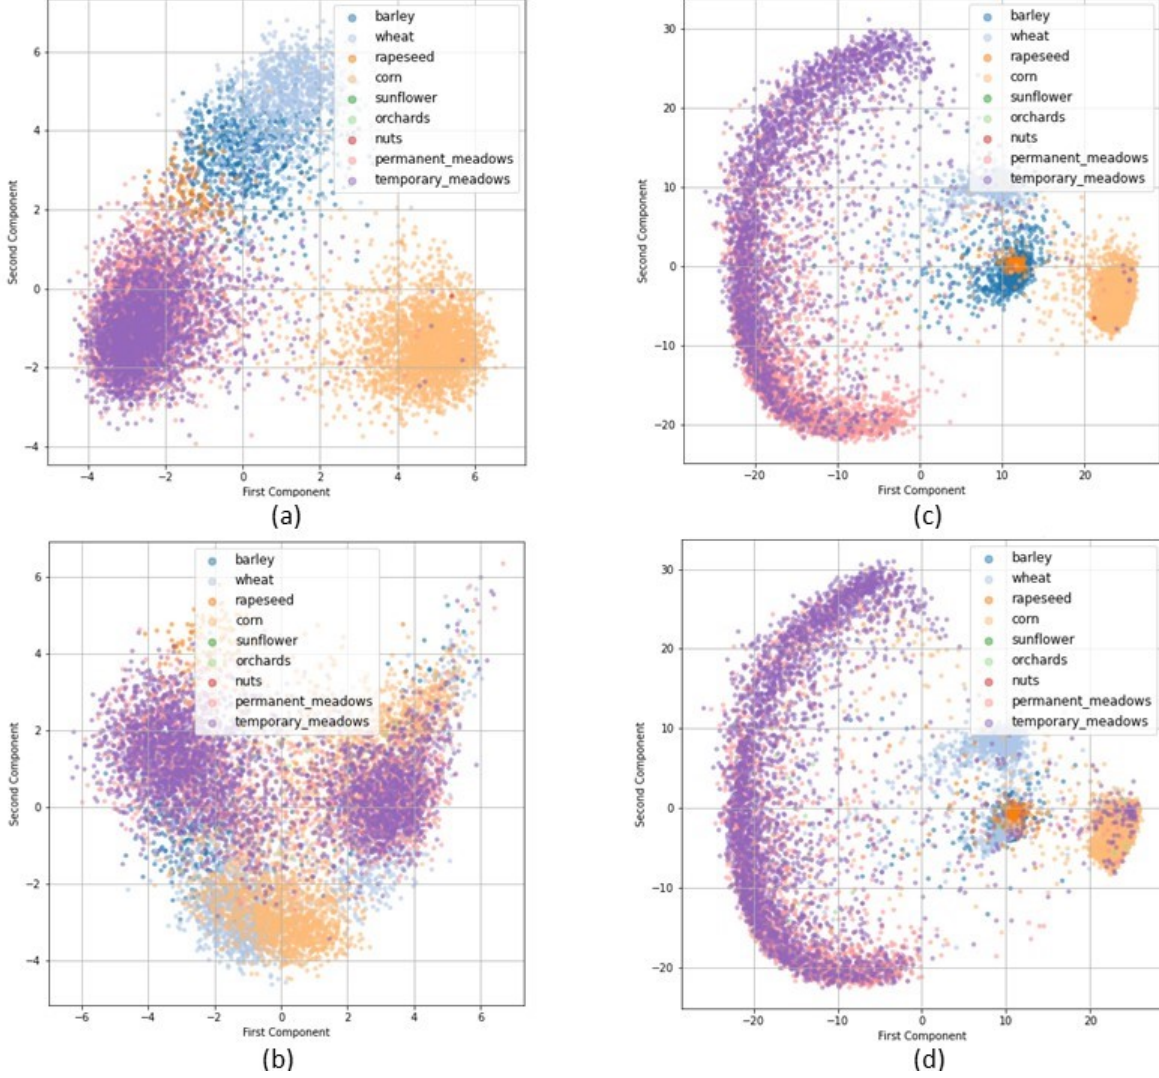 barley
wheat
rapeseed
corn
sunflower
orchards
nuts
permanent_meadows
temporary_meadows
6
4
2
0
−2
−4
Second Component
−4 −2 0 2 4 6
First Component
(a)
barley
wheat
rapeseed
corn
sunflower
orchards
nuts
permanent_meadows
temporary_meadows
30
20
10
0
−10
−20
Second Component
−20 −10 0 10 20
First Component
(c)
barley
wheat
rapeseed
corn
sunflower
orchards
nuts
permanent_meadows
temporary_meadows
6
4
2
0
−2
−4
Second Component
−6 −4 −2 0 2 4 6
First Component
(b)
barley
wheat
rapeseed
corn
sunflower
orchards
nuts
permanent_meadows
temporary_meadows
30
20
10
0
−10
−20
Second Component
−20 −10 0 10 20
First Component
(d)